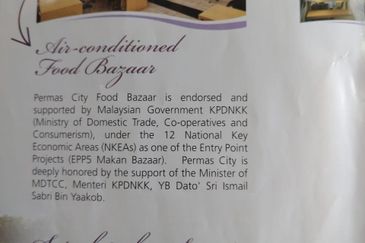 Air-conditioned
Food Bazaar
Permas City Food Bazaar is endorsed and
supported by Malaysian Government KPDNKK
(Ministry of Domestic Trade, Co-operatives and
Consumerism), under the 12 National Key
Economic Areas (NKEAs) as one of the Entry Point
Projects (EPP5 Makan Bazaar). Permas City is
deeply honored by the support of the Minister of
MDTCC, Menteri KPDNKK, YB Dato' Sri Ismail
Sabri Bin Yaakob.